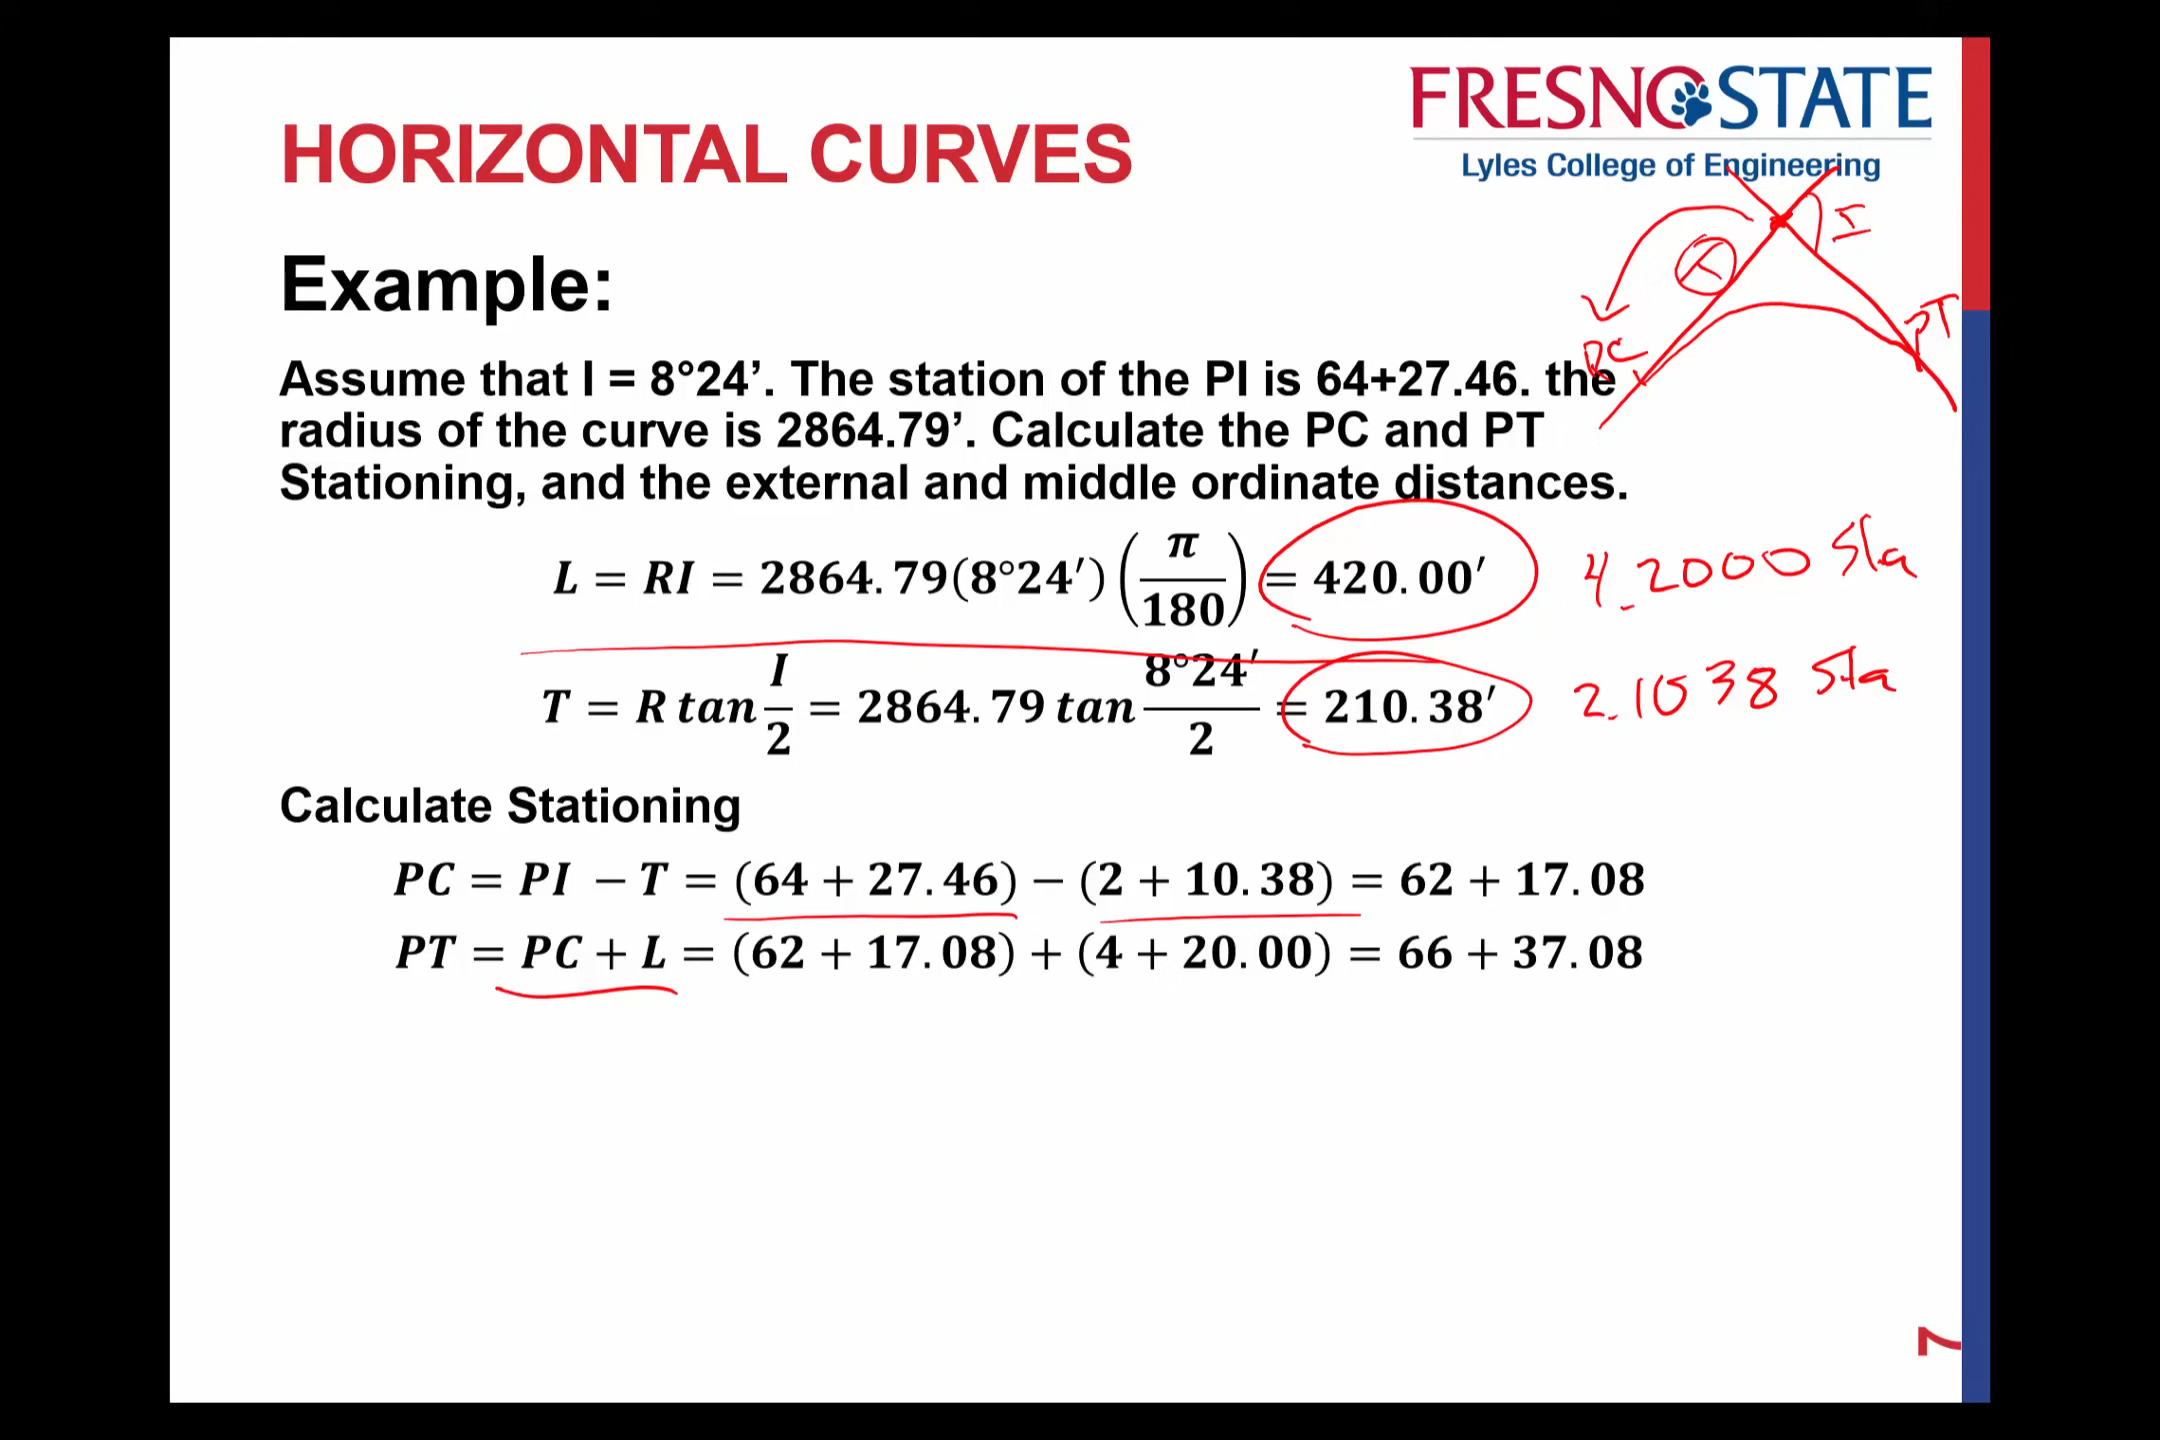 HORIZONTAL CURVES
FRESNO STATE
Lyles College of Engineering
I
T
PC
PT
Example:
Assume that I = 8°24’. The station of the PI is 64+27.46. the
radius of the curve is 2864.79’. Calculate the PC and PT
Stationing, and the external and middle ordinate distances.
L = RI = 2864.79(8°24′)(π/180) = 420.00′ 4.2000 Sta
T = R tan I/2 = 2864.79 tan 8°24′/2 = 210.38′ 2.1038 Sta
Calculate Stationing
PC = PI − T = (64 + 27.46) − (2 + 10.38) = 62 + 17.08
PT = PC + L = (62 + 17.08) + (4 + 20.00) = 66 + 37.08
7